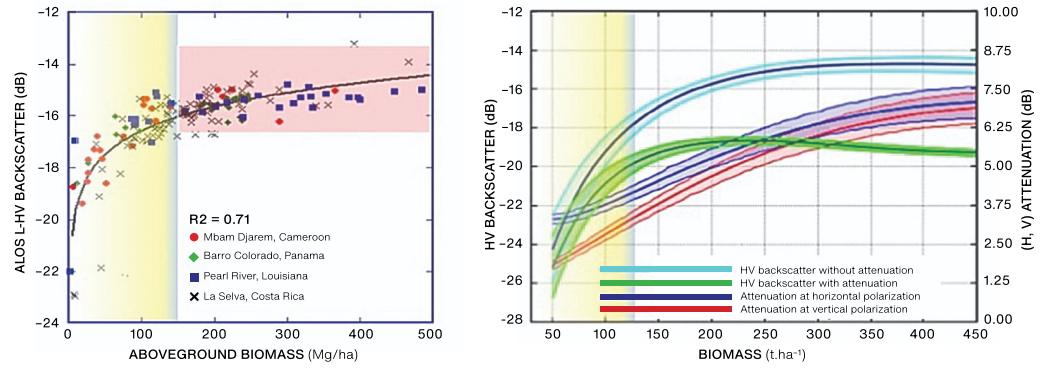 ALOS L-HV BACKSCATTER (dB)
−12
−14
−16
−18
−20
−22
−24
R2 = 0.71
Mbam Djarem, Cameroon
Barro Colorado, Panama
Pearl River, Louisiana
La Selva, Costa Rica
0 100 200 300 400 500
ABOVEGROUND BIOMASS (Mg/ha)
HV BACKSCATTER (dB)
−12
−14
−16
−18
−20
−22
−24
−26
−28
HV backscatter without attenuation
HV backscatter with attenuation
Attenuation at horizontal polarization
Attenuation at vertical polarization
50 100 150 200 250 300 350 400 450
BIOMASS (t.ha⁻¹)
10.00
8.75
7.50
6.25
5.00
3.75
2.50
1.25
0.00
(H, V) ATTENUATION (dB)